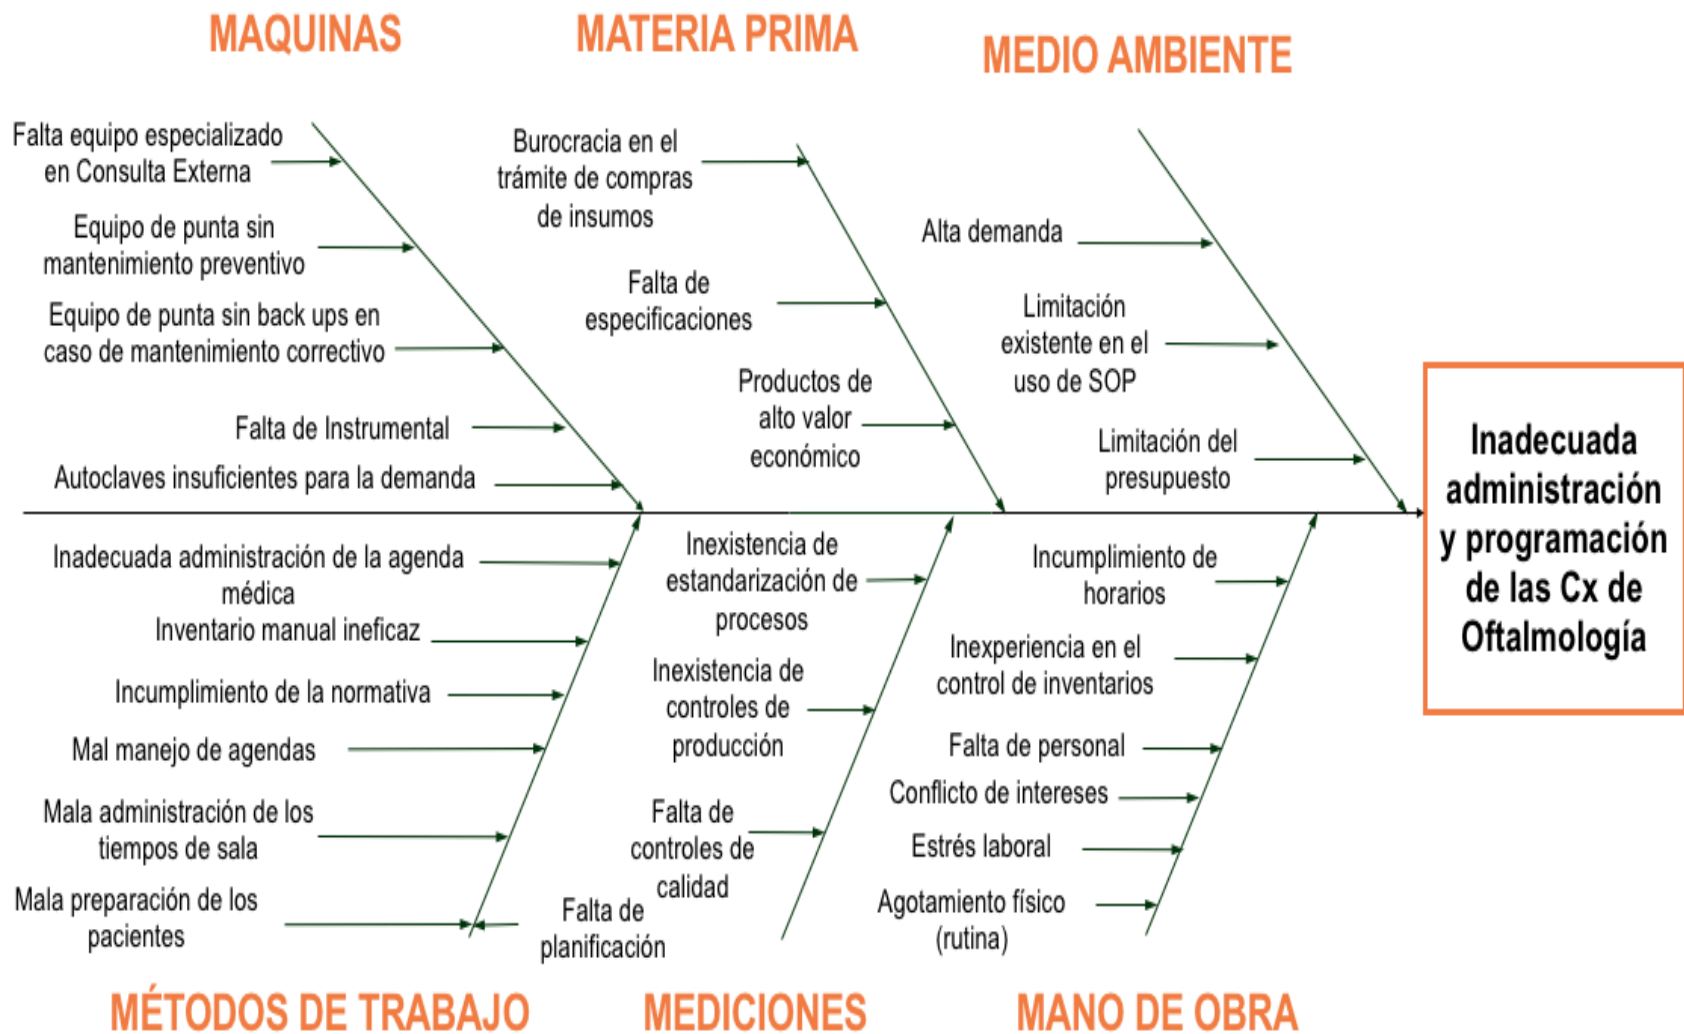 MAQUINAS
MATERIA PRIMA
MEDIO AMBIENTE
Falta equipo especializado
en Consulta Externa
Equipo de punta sin
mantenimiento preventivo
Equipo de punta sin back ups en
caso de mantenimiento correctivo
Falta de Instrumental
Autoclaves insuficientes para la demanda
Burocracia en el
trámite de compras
de insumos
Falta de
especificaciones
Productos de
alto valor
económico
Alta demanda
Limitación
existente en el
uso de SOP
Limitación del
presupuesto
Inadecuada
administración
y programación
de las Cx de
Oftalmología
Inadecuada administración de la agenda
médica
Inventario manual ineficaz
Incumplimiento de la normativa
Mal manejo de agendas
Mala administración de los
tiempos de sala
Mala preparación de los
pacientes
Falta de
planificación
Inexistencia de
estandarización de
procesos
Inexistencia de
controles de
producción
Falta de
controles de
calidad
Incumplimiento de
horarios
Inexperiencia en el
control de inventarios
Falta de personal
Conflicto de intereses
Estrés laboral
Agotamiento físico
(rutina)
MÉTODOS DE TRABAJO
MEDICIONES
MANO DE OBRA